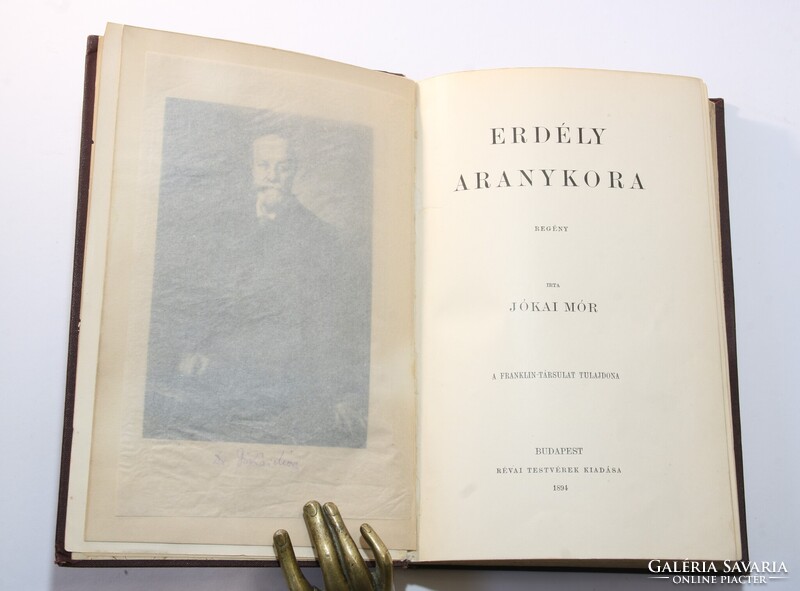 ERDÉLY
ARANYKORA
REGÉNY
IRTA
JÓKAI MÓR
A FRANKLIN-TÁRSULAT TULAJDONA
BUDAPEST
RÉVAI TESTVÉREK KIADÁSA
1894
GALÉRIA SAVARIA
ONLINE PIACTÉR